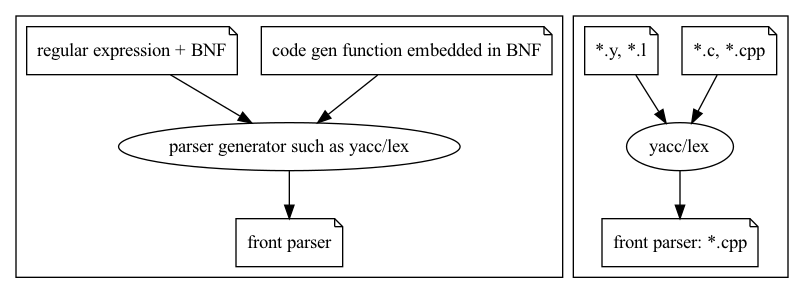 regular expression + BNF
code gen function embedded in BNF
parser generator such as yacc/lex
front parser
*.y, *.l
*.c, *.cpp
yacc/lex
front parser: *.cpp